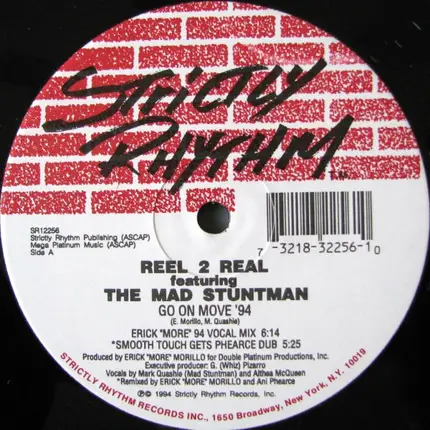 STRICTLY
RHYTHM
SR12256
Strictly Rhythm Publishing (ASCAP)
Mega Platinum Music (ASCAP)
Side A
7 -3218-32256-1 0
REEL 2 REAL
featuring
THE MAD STUNTMAN
GO ON MOVE '94
(E. Morillo, M. Quashie)
ERICK "MORE" 94 VOCAL MIX 6:14
*SMOOTH TOUCH GETS PHEARCE DUB 5:25
Produced by ERICK "MORE" MORILLO for Double Platinum Productions, Inc.
Executive producer: G. (Whiz) Pizarro
Vocals by Mark Quashie (Mad Stuntman) and Althea McQueen
*Remixed by ERICK "MORE" MORILLO and Ani Phearce
℗© 1994 Strictly Rhythm Records Inc.
STRICTLY RHYTHM RECORDS INC., 1650 Broadway, New York, N.Y. 10019